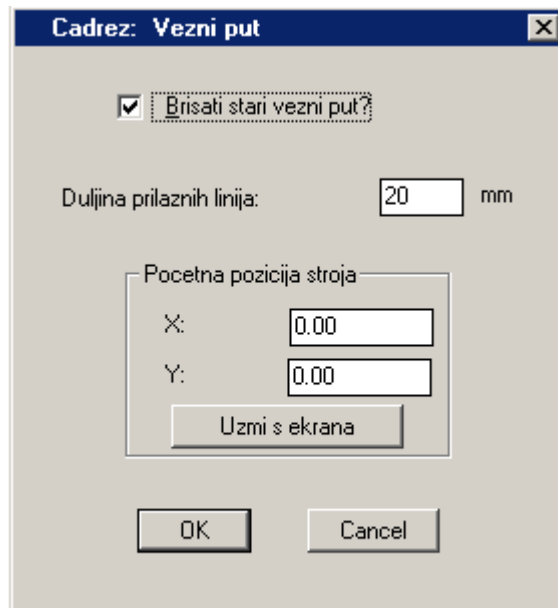 Cadrez: Vezni put
Brisati stari vezni put?
Duljina prilaznih linija: 20 mm
Pocetna pozicija stroja
X: 0.00
Y: 0.00
Uzmi s ekrana
OK Cancel